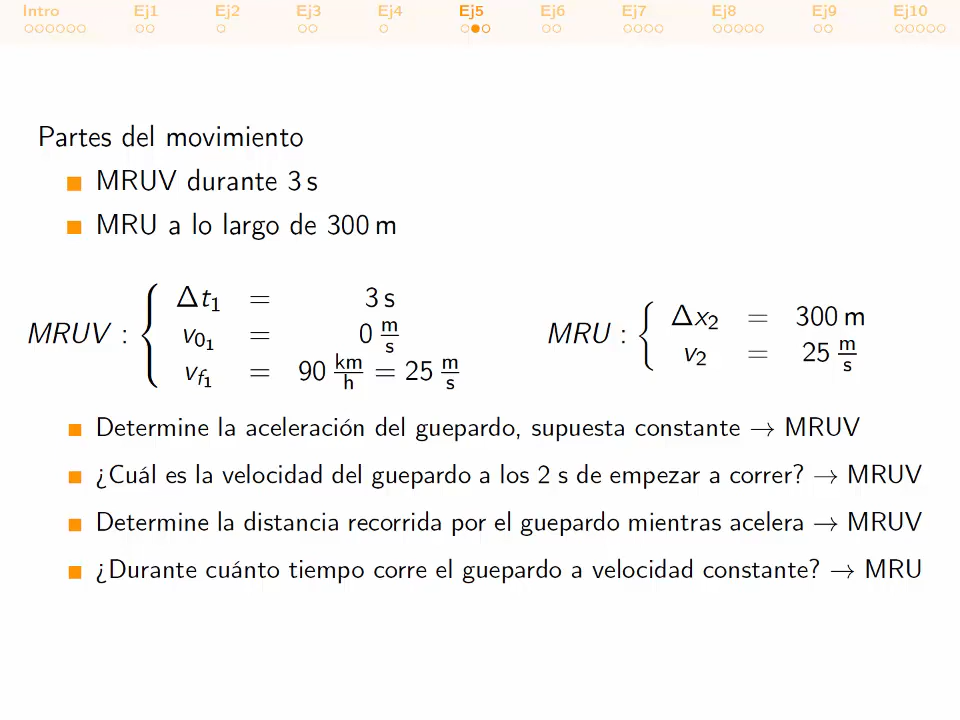 Intro Ej1 Ej2 Ej3 Ej4 Ej5 Ej6 Ej7 Ej8 Ej9 Ej10
Partes del movimiento
MRUV durante 3 s
MRU a lo largo de 300 m
MRUV : { Δt₁ = 3 s
v₀₁ = 0 m/s
v_f₁ = 90 km/h = 25 m/s
MRU : { Δx₂ = 300 m
v₂ = 25 m/s
Determine la aceleración del guepardo, supuesta constante → MRUV
¿Cuál es la velocidad del guepardo a los 2 s de empezar a correr? → MRUV
Determine la distancia recorrida por el guepardo mientras acelera → MRUV
¿Durante cuánto tiempo corre el guepardo a velocidad constante? → MRU